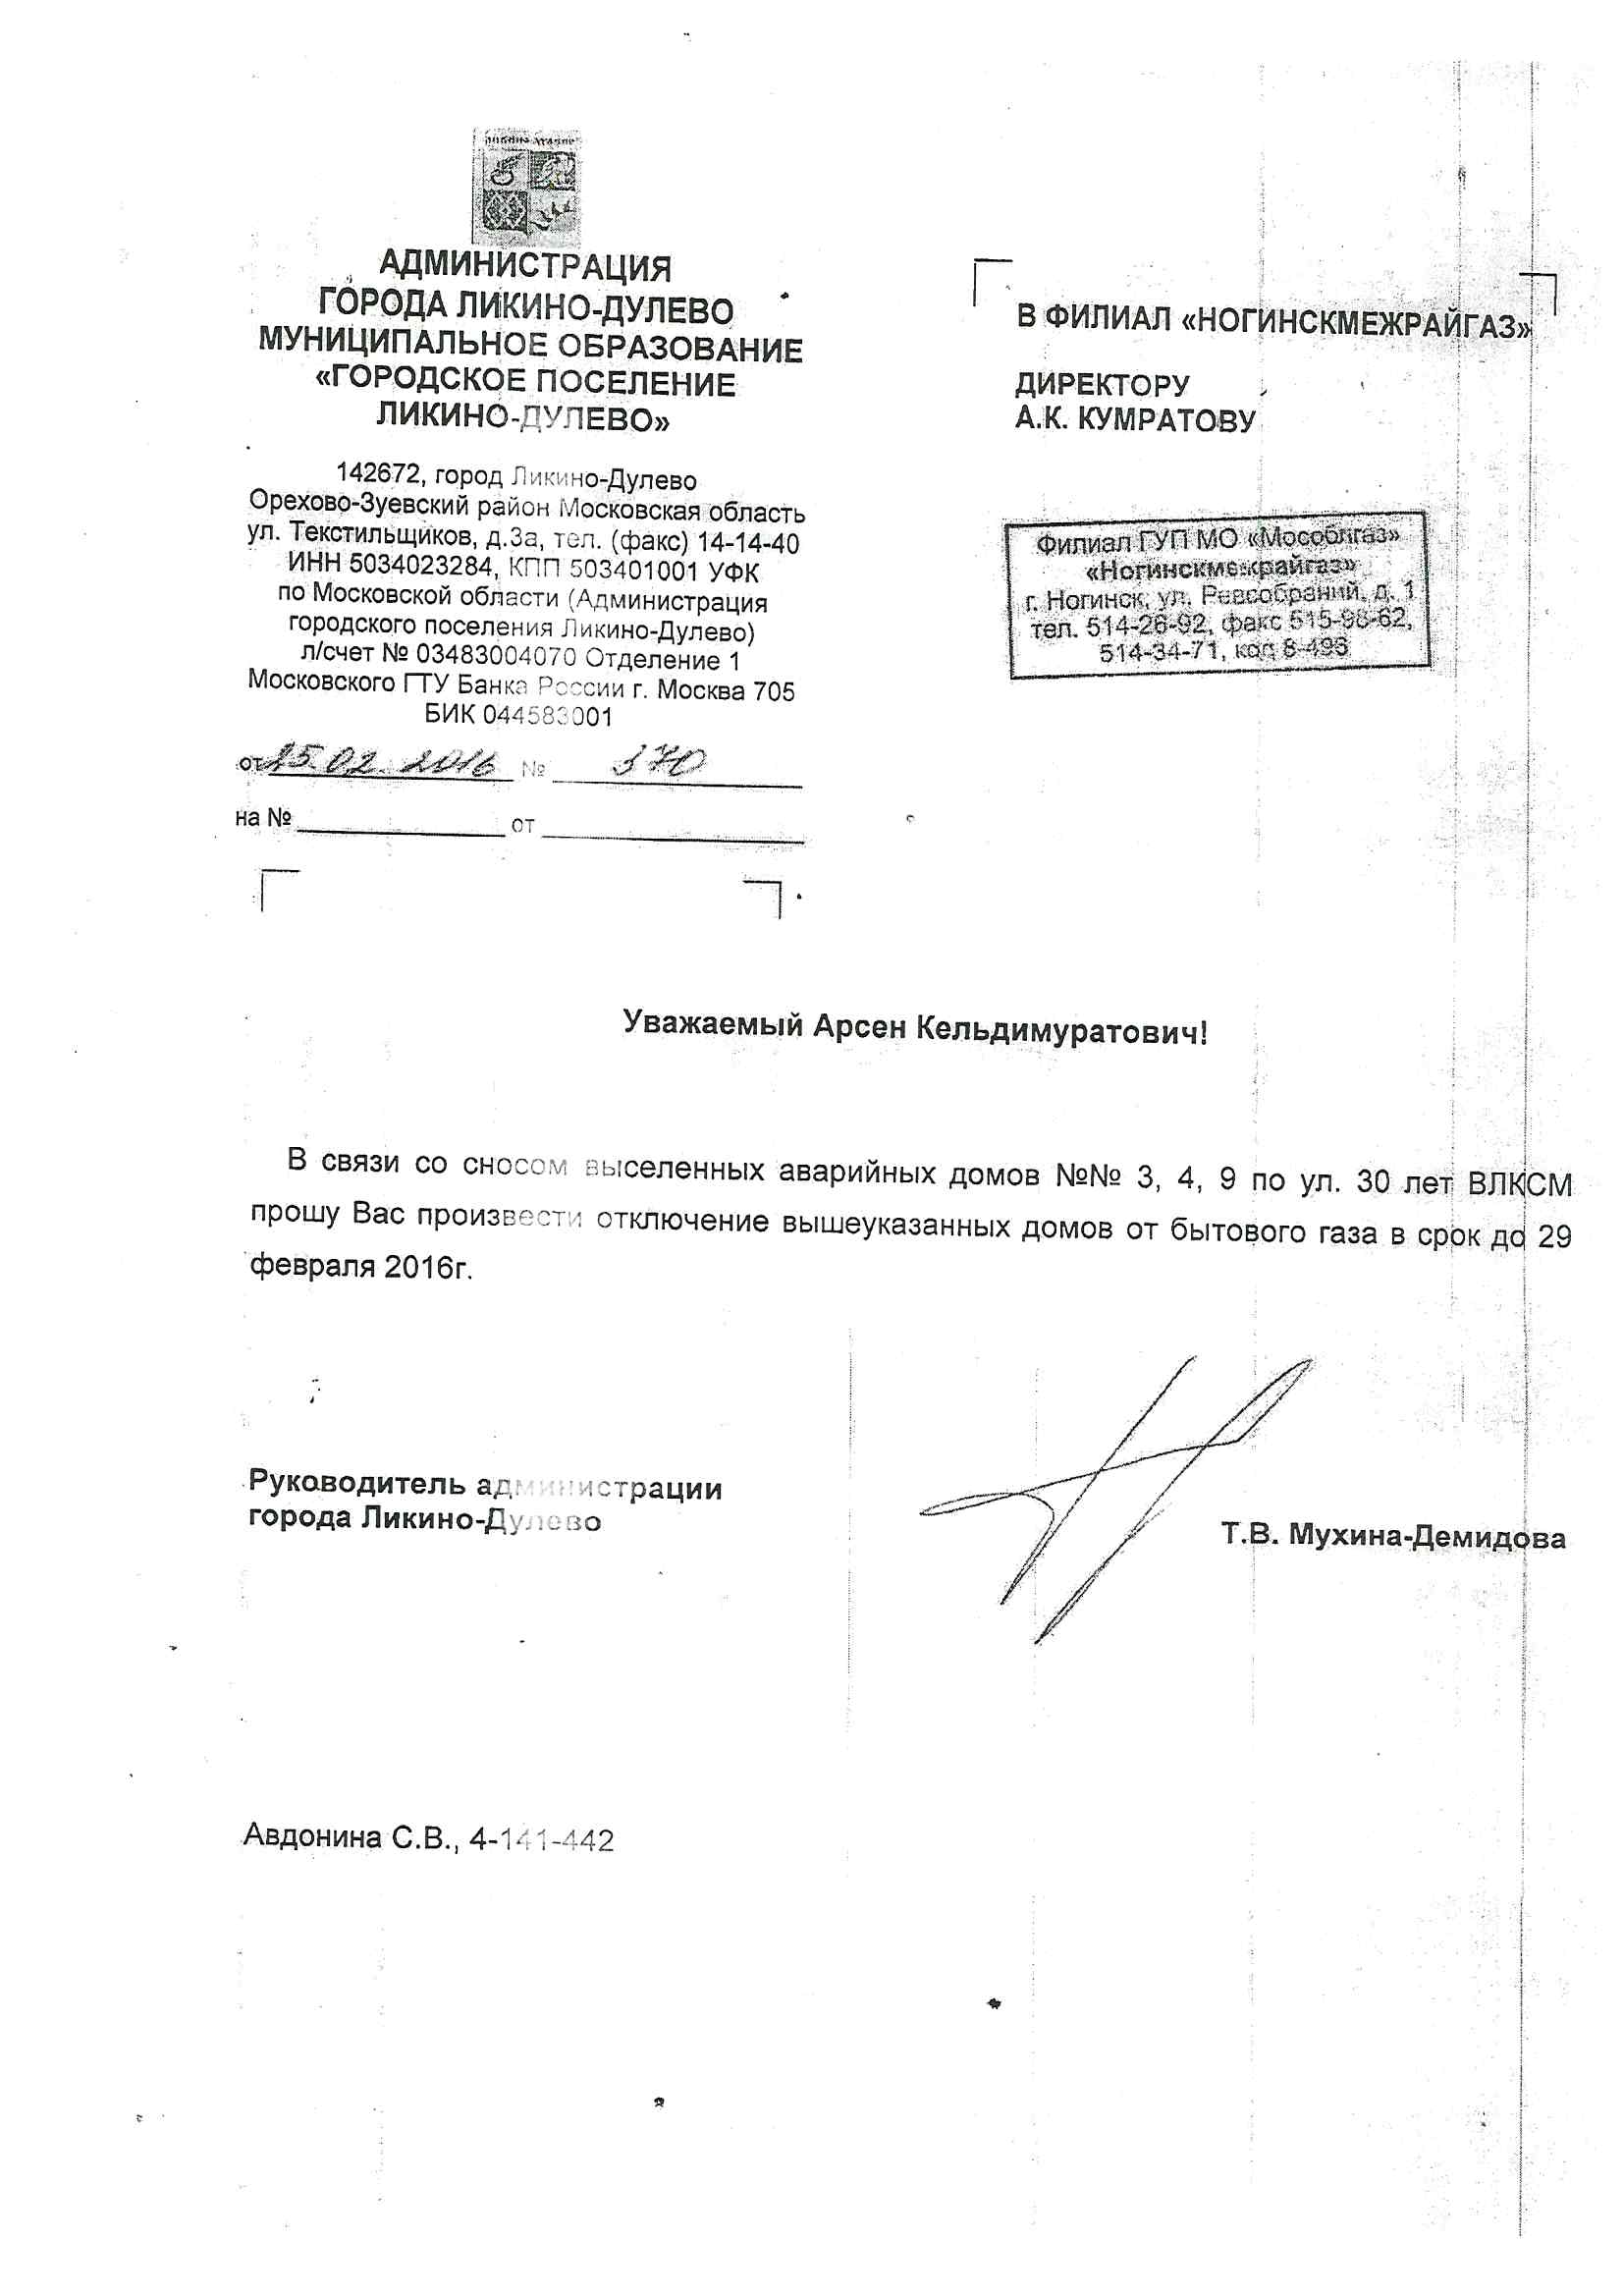 АДМИНИСТРАЦИЯ
ГОРОДА ЛИКИНО-ДУЛЕВО
МУНИЦИПАЛЬНОЕ ОБРАЗОВАНИЕ
«ГОРОДСКОЕ ПОСЕЛЕНИЕ
ЛИКИНО-ДУЛЕВО»
142672, город Ликино-Дулево
Орехово-Зуевский район Московская область
ул. Текстильщиков, д.3а, тел. (факс) 14-14-40
ИНН 5034023284, КПП 503401001 УФК
по Московской области (Администрация
городского поселения Ликино-Дулево)
л/счет № 03483004070 Отделение 1
Московского ГТУ Банка России г. Москва 705
БИК 044583001
от 25.02.2016 № 370
на № ______ от ______
В ФИЛИАЛ «НОГИНСКМЕЖРАЙГАЗ»
ДИРЕКТОРУ
А.К. КУМРАТОВУ
Филиал ГУП МО «Мособлгаз»
«Ногинскмежрайгаз»
г. Ногинск, ул. Ревсобраний, д. 1
тел. 514-26-92, факс 515-98-62,
514-34-71, код 8-496
Уважаемый Арсен Кельдимуратович!
В связи со сносом выселенных аварийных домов №№ 3, 4, 9 по ул. 30 лет ВЛКСМ
прошу Вас произвести отключение вышеуказанных домов от бытового газа в срок до 29
февраля 2016г.
Руководитель администрации
города Ликино-Дулево
Т.В. Мухина-Демидова
Авдонина С.В., 4-141-442